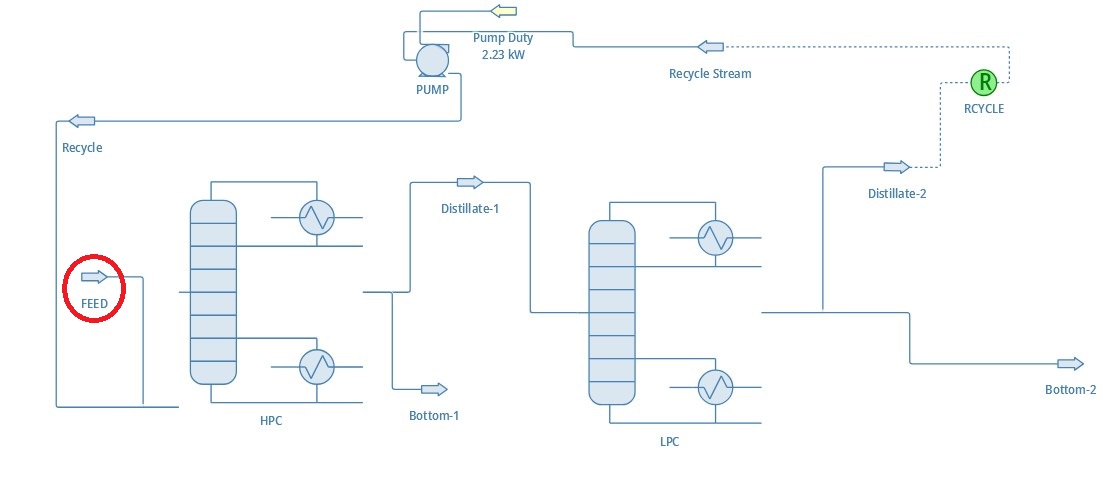 Pump Duty
2.23 kW
PUMP
Recycle Stream
R
RCYCLE
Recycle
Distillate-1
Distillate-2
FEED
Bottom-1
Bottom-2
HPC
LPC